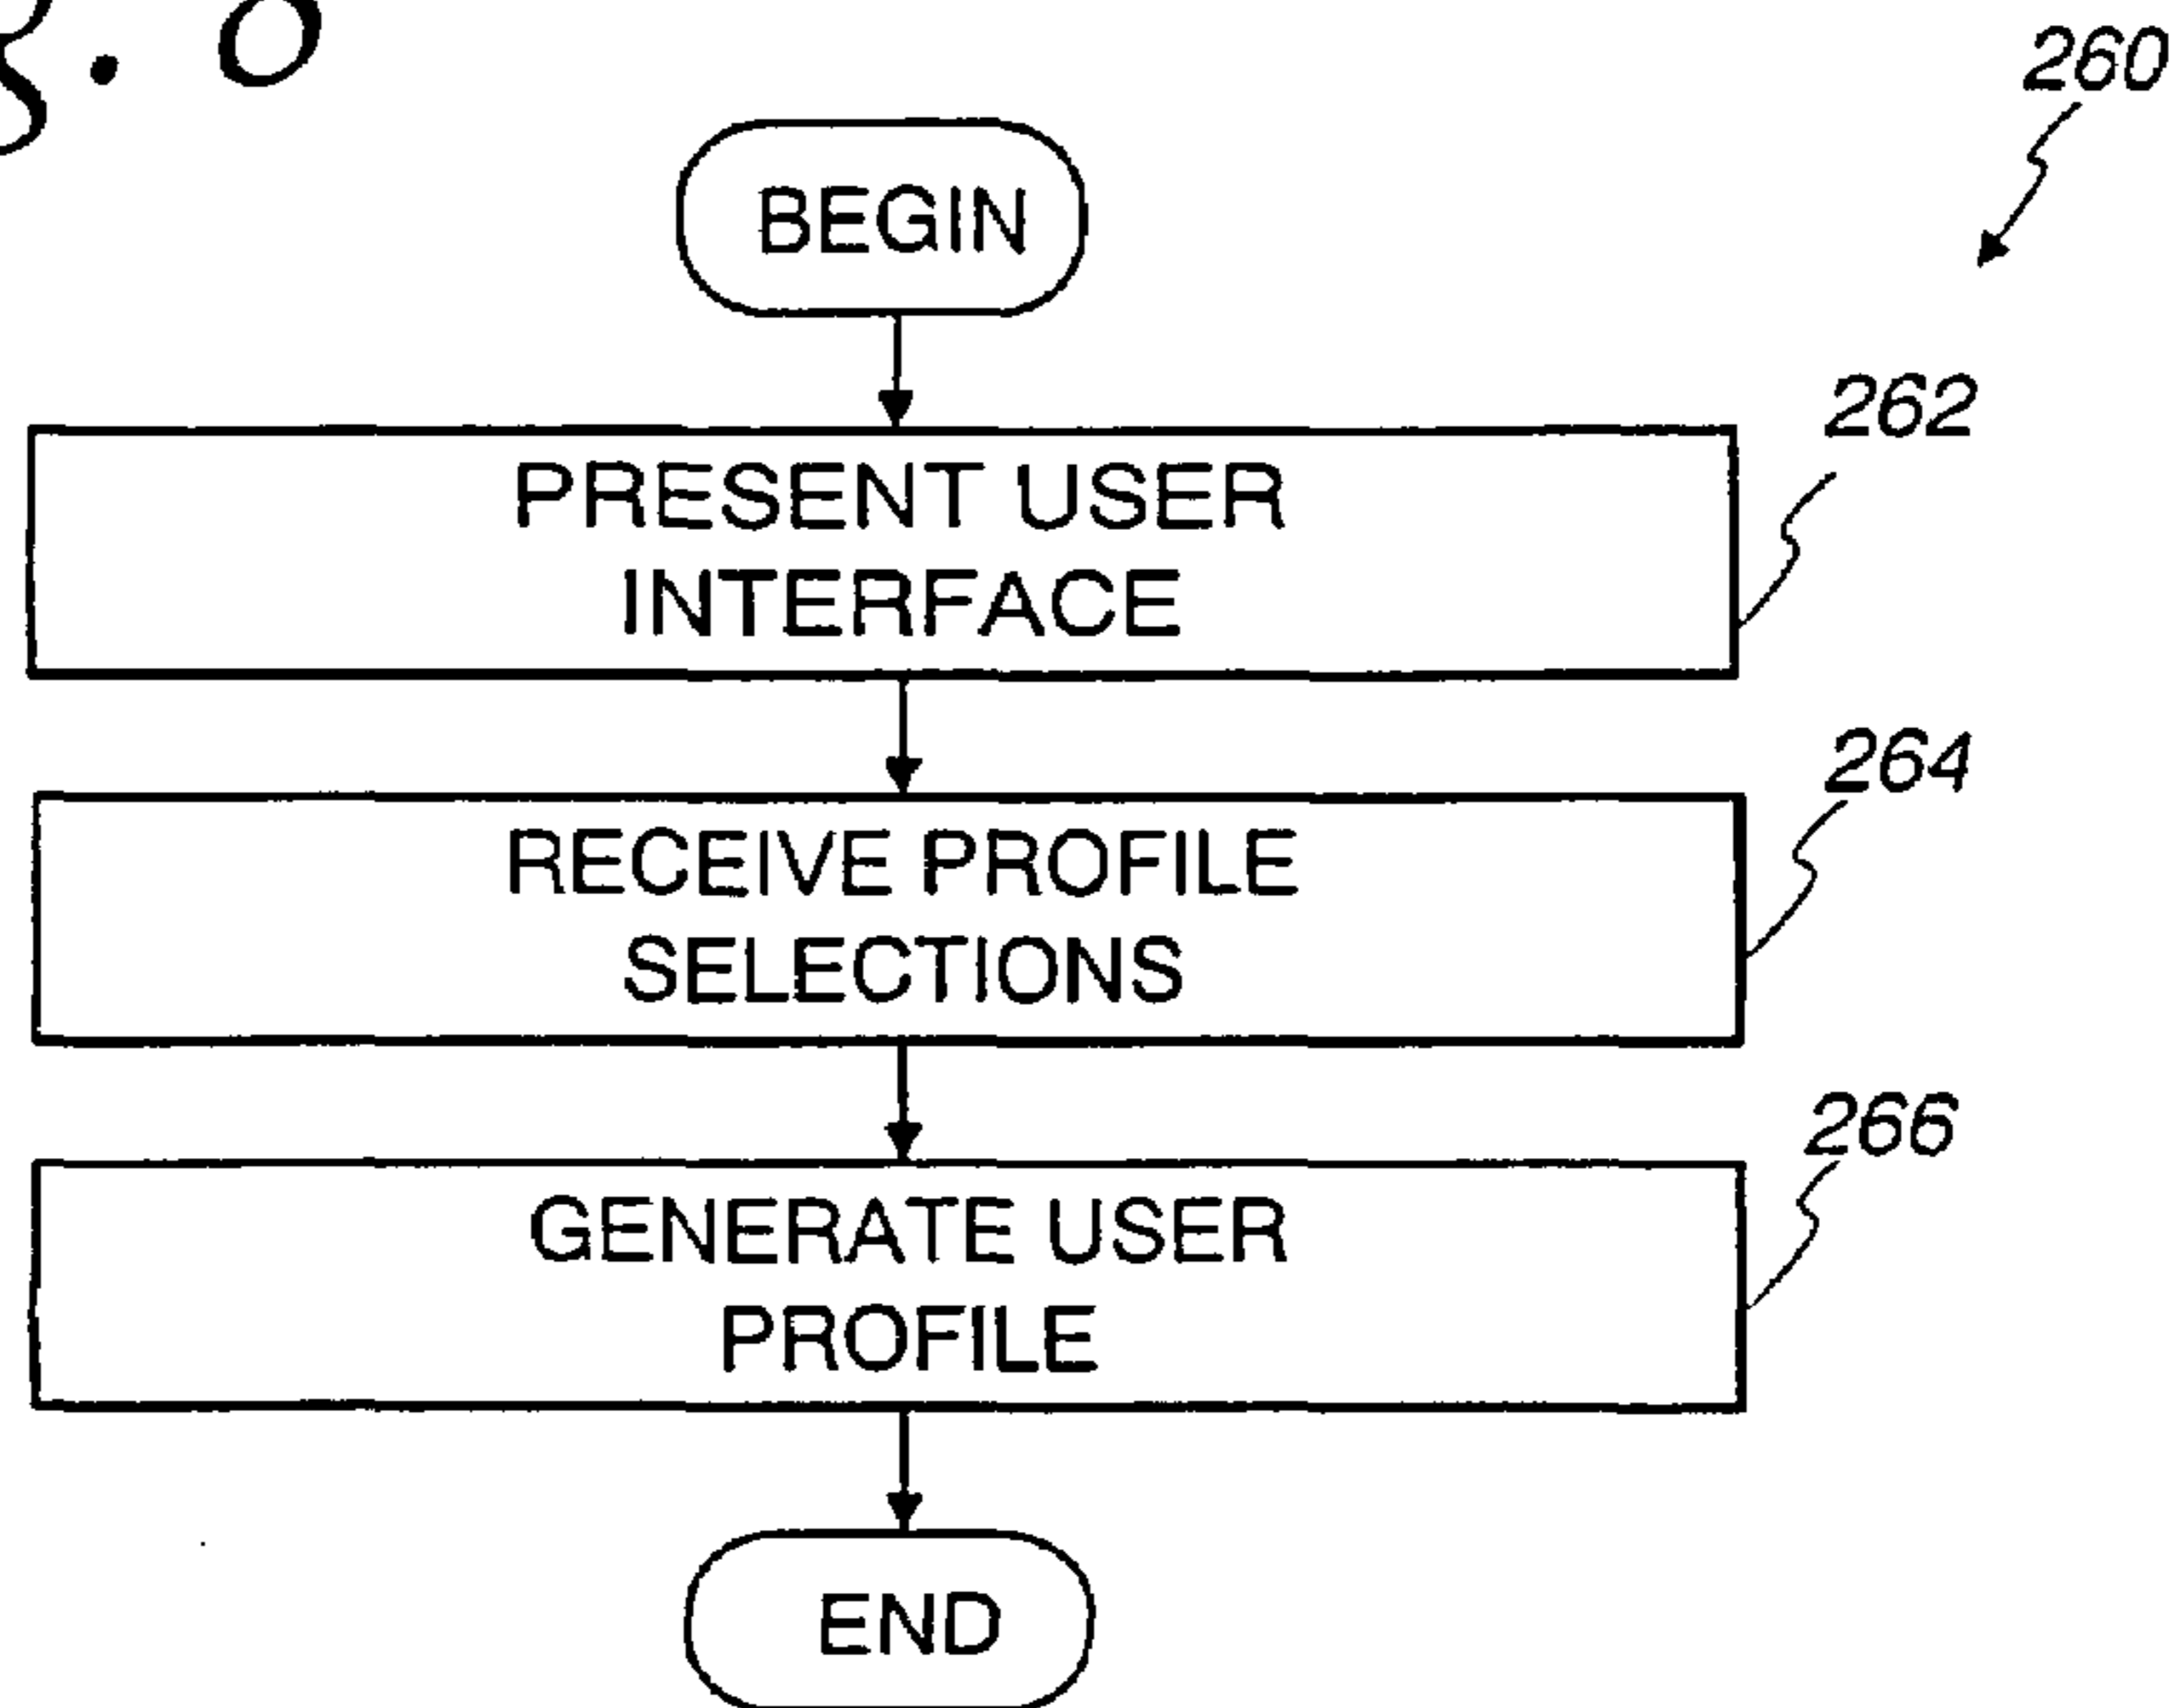 260
BEGIN
262
PRESENT USER
INTERFACE
264
RECEIVE PROFILE
SELECTIONS
266
GENERATE USER
PROFILE
END